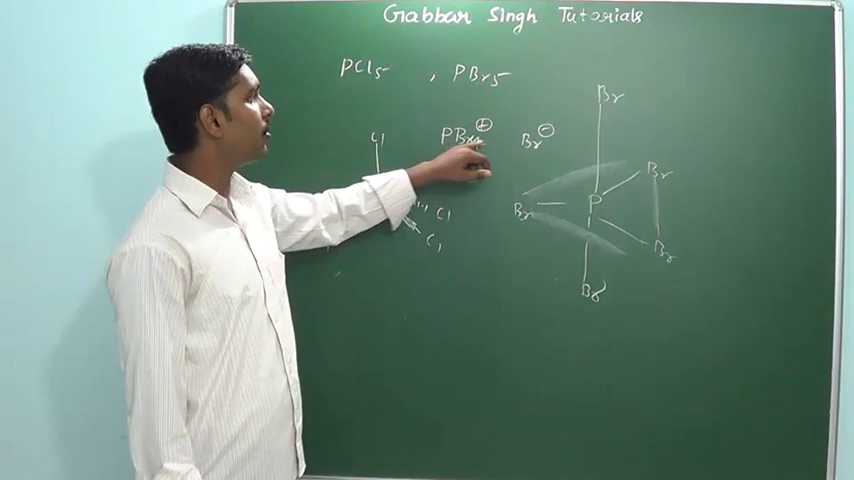 Gabbar Singh Tutorials
PCl5 , PBr5
Br
Cl
PBr4⊕ Br⊖
Br
P
Br
Cl
Cl
Br
Br